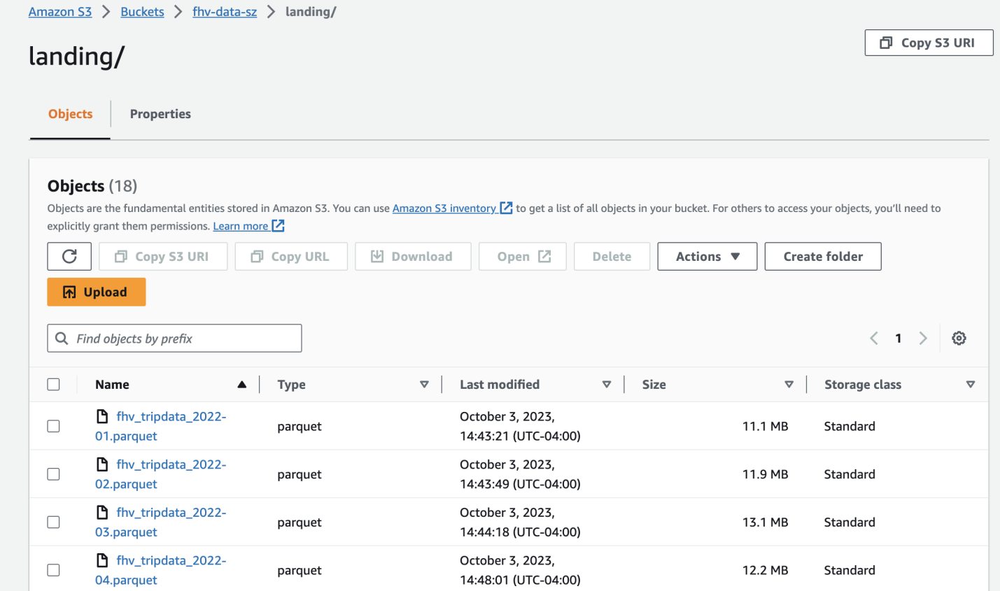 Amazon S3 > Buckets > fhv-data-sz > landing/
landing/
Copy S3 URI
Objects
Properties
Objects (18)
Objects are the fundamental entities stored in Amazon S3. You can use Amazon S3 inventory to get a list of all objects in your bucket. For others to access your objects, you'll need to
explicitly grant them permissions. Learn more
Copy S3 URI
Copy URL
Download
Open
Delete
Actions
Create folder
Upload
Find objects by prefix
1
Name
Type
Last modified
Size
Storage class
fhv_tripdata_2022-
01.parquet
parquet
October 3, 2023,
14:43:21 (UTC-04:00)
11.1 MB
Standard
fhv_tripdata_2022-
02.parquet
parquet
October 3, 2023,
14:43:49 (UTC-04:00)
11.9 MB
Standard
fhv_tripdata_2022-
03.parquet
parquet
October 3, 2023,
14:44:18 (UTC-04:00)
13.1 MB
Standard
fhv_tripdata_2022-
04.parquet
parquet
October 3, 2023,
14:48:01 (UTC-04:00)
12.2 MB
Standard